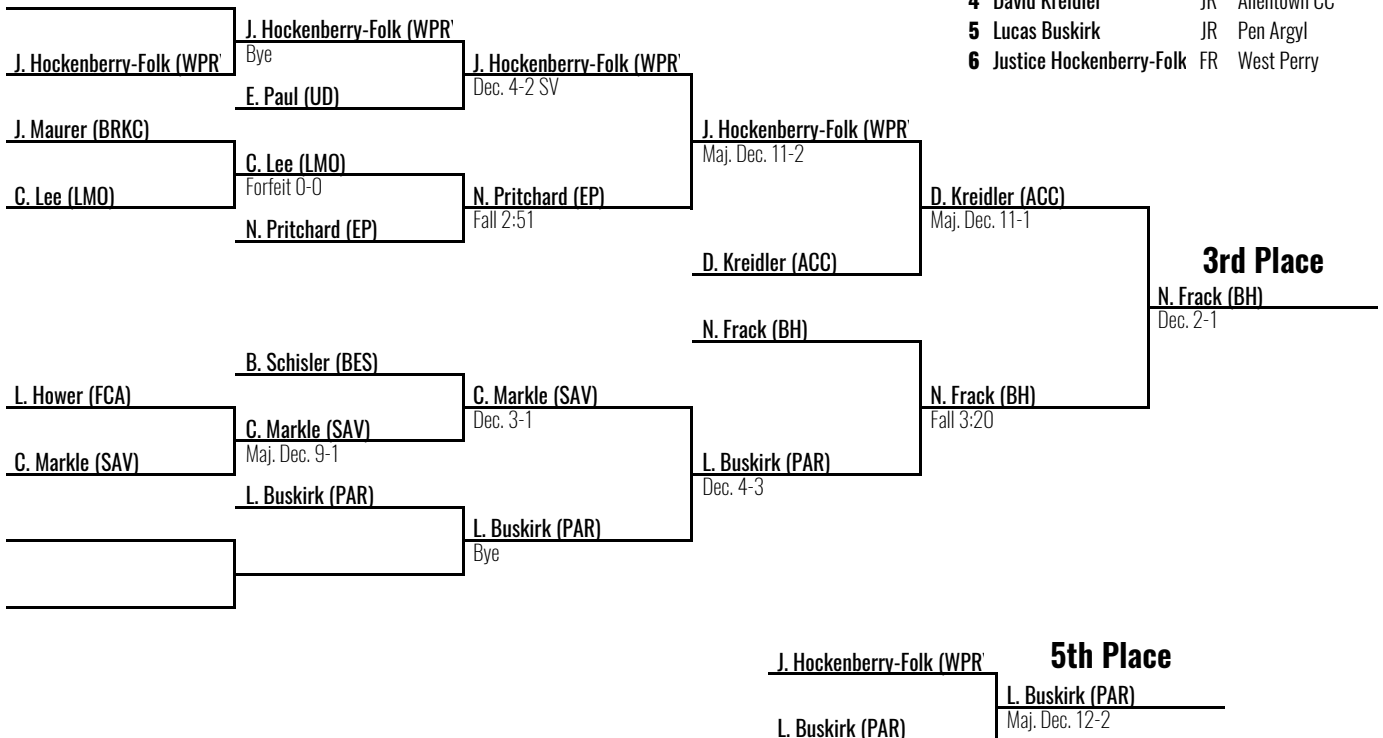 4 David Kreidler JR Allentown CC
5 Lucas Buskirk JR Pen Argyl
6 Justice Hockenberry-Folk FR West Perry
J. Hockenberry-Folk (WPR
J. Hockenberry-Folk (WPR
Bye
E. Paul (UD)
J. Hockenberry-Folk (WPR
Dec. 4-2 SV
J. Maurer (BRKC)
C. Lee (LMO)
C. Lee (LMO)
Forfeit 0-0
N. Pritchard (EP)
N. Pritchard (EP)
Fall 2:51
J. Hockenberry-Folk (WPR
Maj. Dec. 11-2
D. Kreidler (ACC)
D. Kreidler (ACC)
Maj. Dec. 11-1
3rd Place
N. Frack (BH)
Dec. 2-1
N. Frack (BH)
N. Frack (BH)
Fall 3:20
B. Schisler (BES)
L. Hower (FCA)
C. Markle (SAV)
C. Markle (SAV)
Maj. Dec. 9-1
C. Markle (SAV)
Dec. 3-1
L. Buskirk (PAR)
L. Buskirk (PAR)
Bye
L. Buskirk (PAR)
Dec. 4-3
5th Place
J. Hockenberry-Folk (WPR
L. Buskirk (PAR)
L. Buskirk (PAR)
Maj. Dec. 12-2